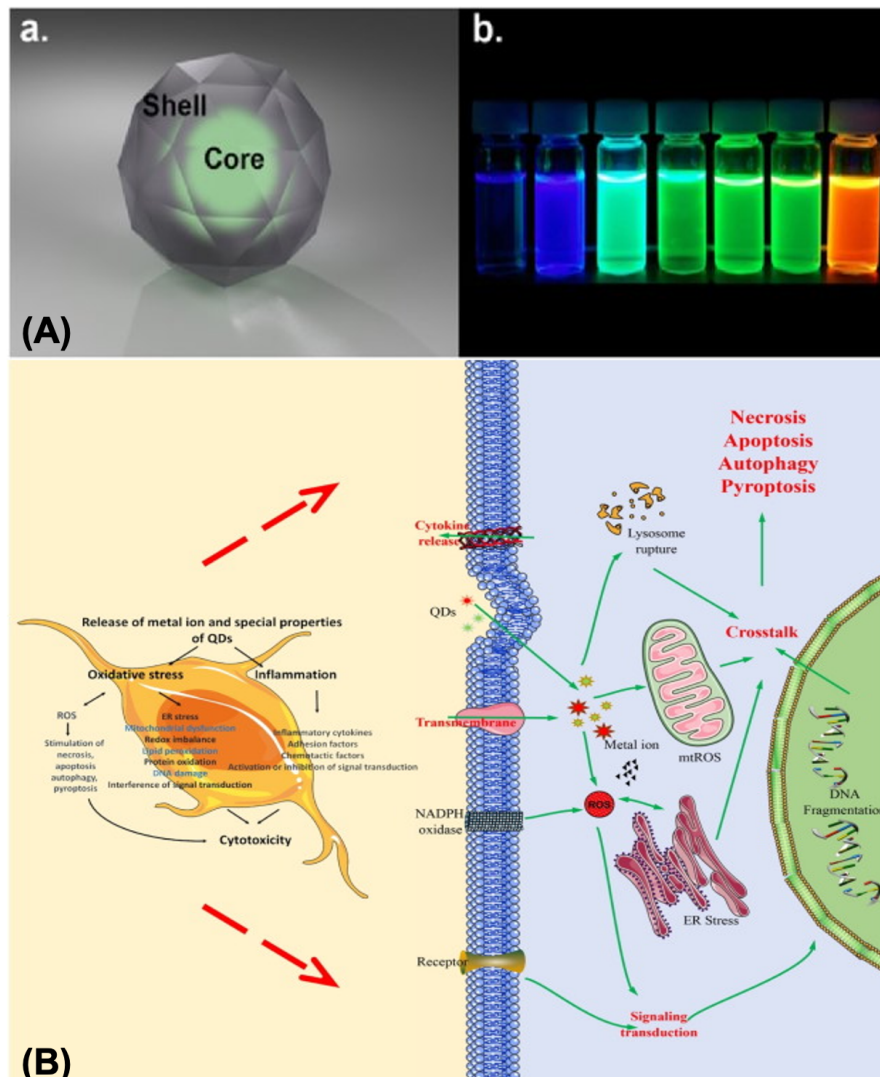 a.
Shell
Core
(A)
b.
Release of metal ion and special properties
of QDs
Oxidative stress
Inflammation
ROS
Stimulation of
necrosis,
apoptosis
autophagy,
pyroptosis
ER stress
Mitochondrial dysfunction
Redox imbalance
Lipid peroxidation
Protein oxidation
DNA damage
Interference of signal transduction
Inflammatory cytokines
Adhesion factors
Chemotactic factors
Activation or inhibition of signal transduction
Cytotoxicity
(B)
Cytokine
release
QDs
Transmembrane
NADPH
oxidase
Receptor
Necrosis
Apoptosis
Autophagy
Pyroptosis
Lysosome
rupture
Crosstalk
mtROS
Metal ion
ROS
ER Stress
DNA
Fragmentation
Signaling
transduction